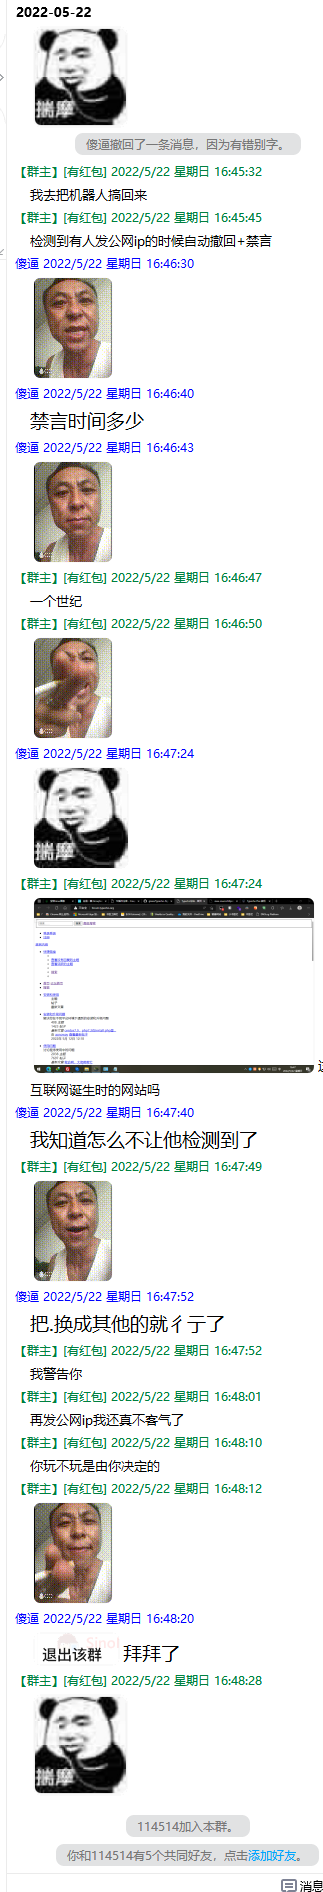 2022-05-22
揣摩
傻逼撤回了一条消息，因为有错别字。
【群主】[有红包] 2022/5/22 星期日 16:45:32
我去把机器人搞回来
【群主】[有红包] 2022/5/22 星期日 16:45:45
检测到有人发公网ip的时候自动撤回+禁言
傻逼 2022/5/22 星期日 16:46:30
傻逼 2022/5/22 星期日 16:46:40
禁言时间多少
傻逼 2022/5/22 星期日 16:46:43
【群主】[有红包] 2022/5/22 星期日 16:46:47
一个世纪
【群主】[有红包] 2022/5/22 星期日 16:46:50
傻逼 2022/5/22 星期日 16:47:24
揣摩
【群主】[有红包] 2022/5/22 星期日 16:47:24
互联网诞生时的网站吗
傻逼 2022/5/22 星期日 16:47:40
我知道怎么不让他检测到了
【群主】[有红包] 2022/5/22 星期日 16:47:49
傻逼 2022/5/22 星期日 16:47:52
把.换成其他的就彳亍了
【群主】[有红包] 2022/5/22 星期日 16:47:52
我警告你
【群主】[有红包] 2022/5/22 星期日 16:48:01
再发公网ip我还真不客气了
【群主】[有红包] 2022/5/22 星期日 16:48:10
你玩不玩是由你决定的
【群主】[有红包] 2022/5/22 星期日 16:48:12
傻逼 2022/5/22 星期日 16:48:20
退出该群 拜拜了
【群主】[有红包] 2022/5/22 星期日 16:48:28
揣摩
114514加入本群。
你和114514有5个共同好友，点击添加好友。
消息